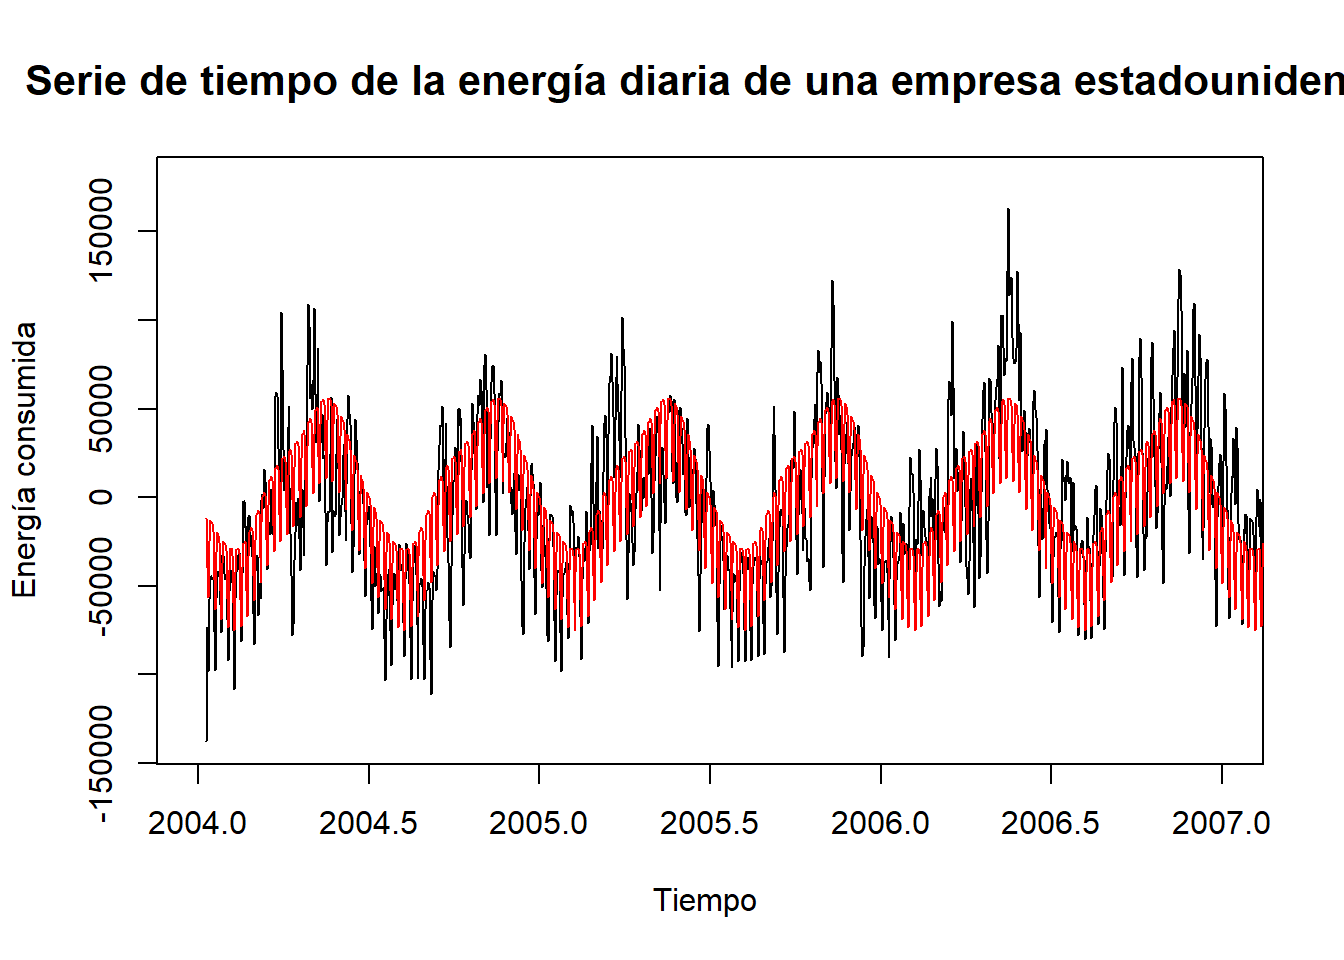 Serie de tiempo de la energía diaria de una empresa estadouniden
Energía consumida
150000
50000
0
-50000
-150000
2004.0 2004.5 2005.0 2005.5 2006.0 2006.5 2007.0
Tiempo